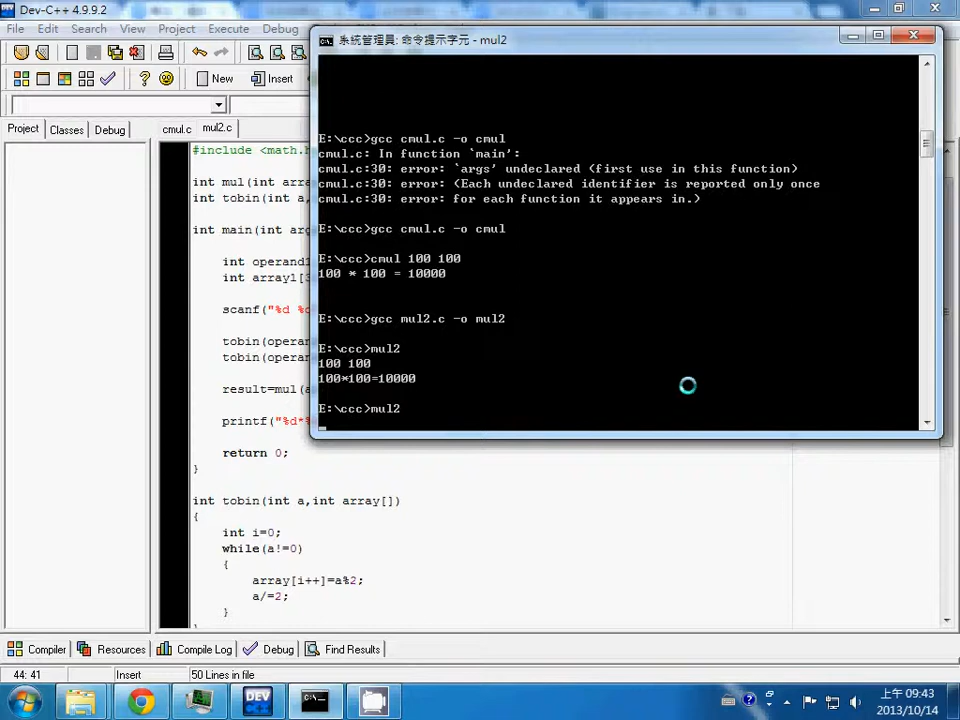 Dev-C++ 4.9.9.2
File Edit Search View Project Execute Debug
New Insert
Project Classes Debug
cmul.c mul2.c
#include <math.h
int mul(int arra
int tobin(int a,
int main(int arg
int operand1
int array1[3
scanf("%d %d
tobin(opera
tobin(opera
result=mul(a
printf("%d*%
return 0;
}
int tobin(int a,int array[])
{
int i=0;
while(a!=0)
{
array[i++]=a%2;
a/=2;
}
系統管理員: 命令提示字元 - mul2
E:\ccc>gcc cmul.c -o cmul
cmul.c: In function `main':
cmul.c:30: error: `args' undeclared (first use in this function)
cmul.c:30: error: (Each undeclared identifier is reported only once
cmul.c:30: error: for each function it appears in.)
E:\ccc>gcc cmul.c -o cmul
E:\ccc>cmul 100 100
100 * 100 = 10000
E:\ccc>gcc mul2.c -o mul2
E:\ccc>mul2
100 100
100*100=10000
E:\ccc>mul2
Compiler Resources Compile Log Debug Find Results
44: 41 Insert 50 Lines in file
上午 09:43
2013/10/14